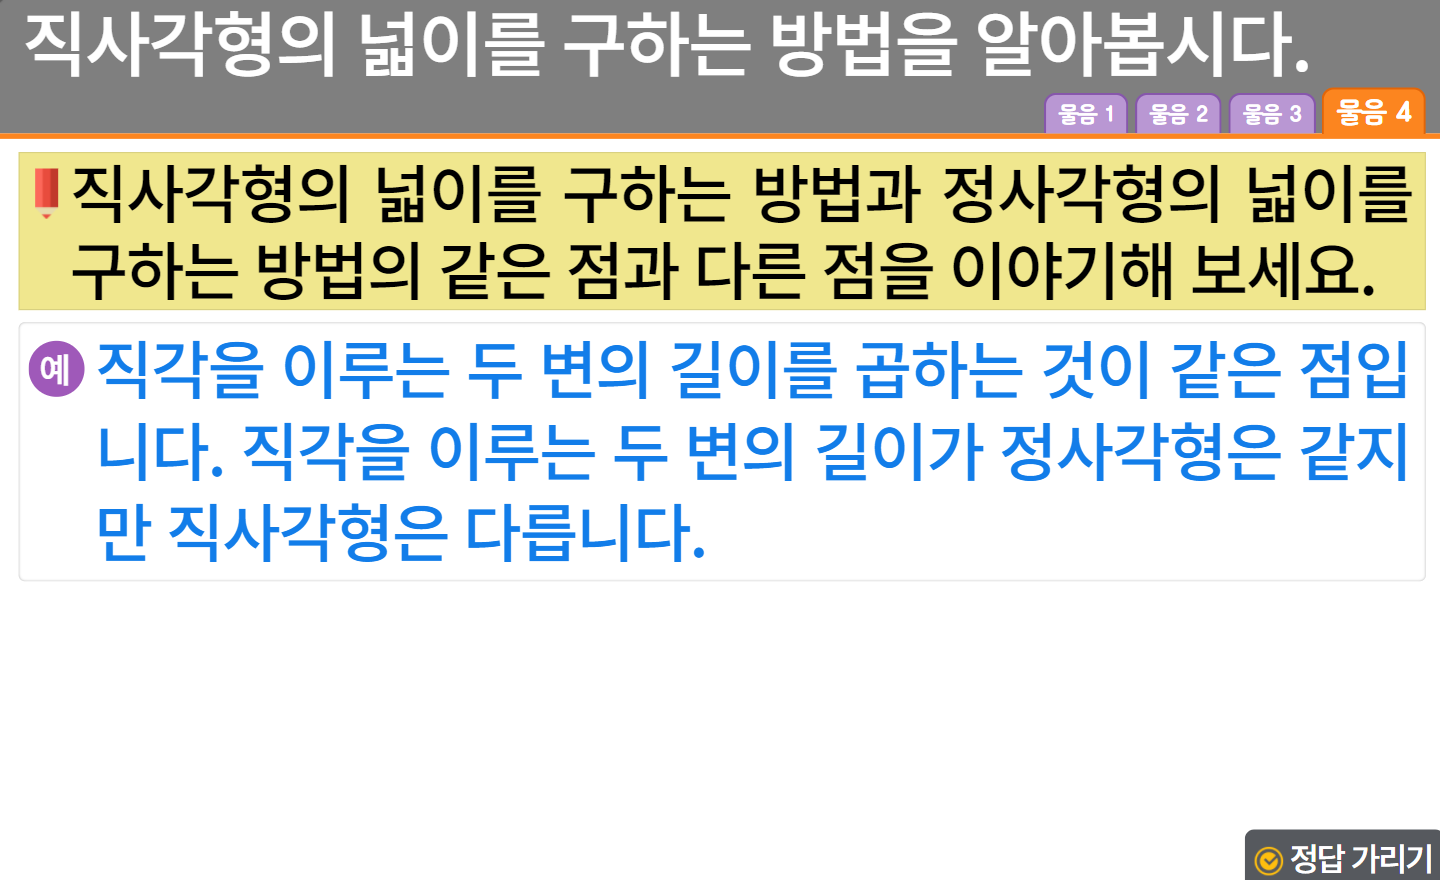 직사각형의 넓이를 구하는 방법을 알아봅시다.
물음 1 물음 2 물음 3 물음 4
직사각형의 넓이를 구하는 방법과 정사각형의 넓이를
구하는 방법의 같은 점과 다른 점을 이야기해 보세요.
예 직각을 이루는 두 변의 길이를 곱하는 것이 같은 점입
니다. 직각을 이루는 두 변의 길이가 정사각형은 같지
만 직사각형은 다릅니다.
정답 가리기